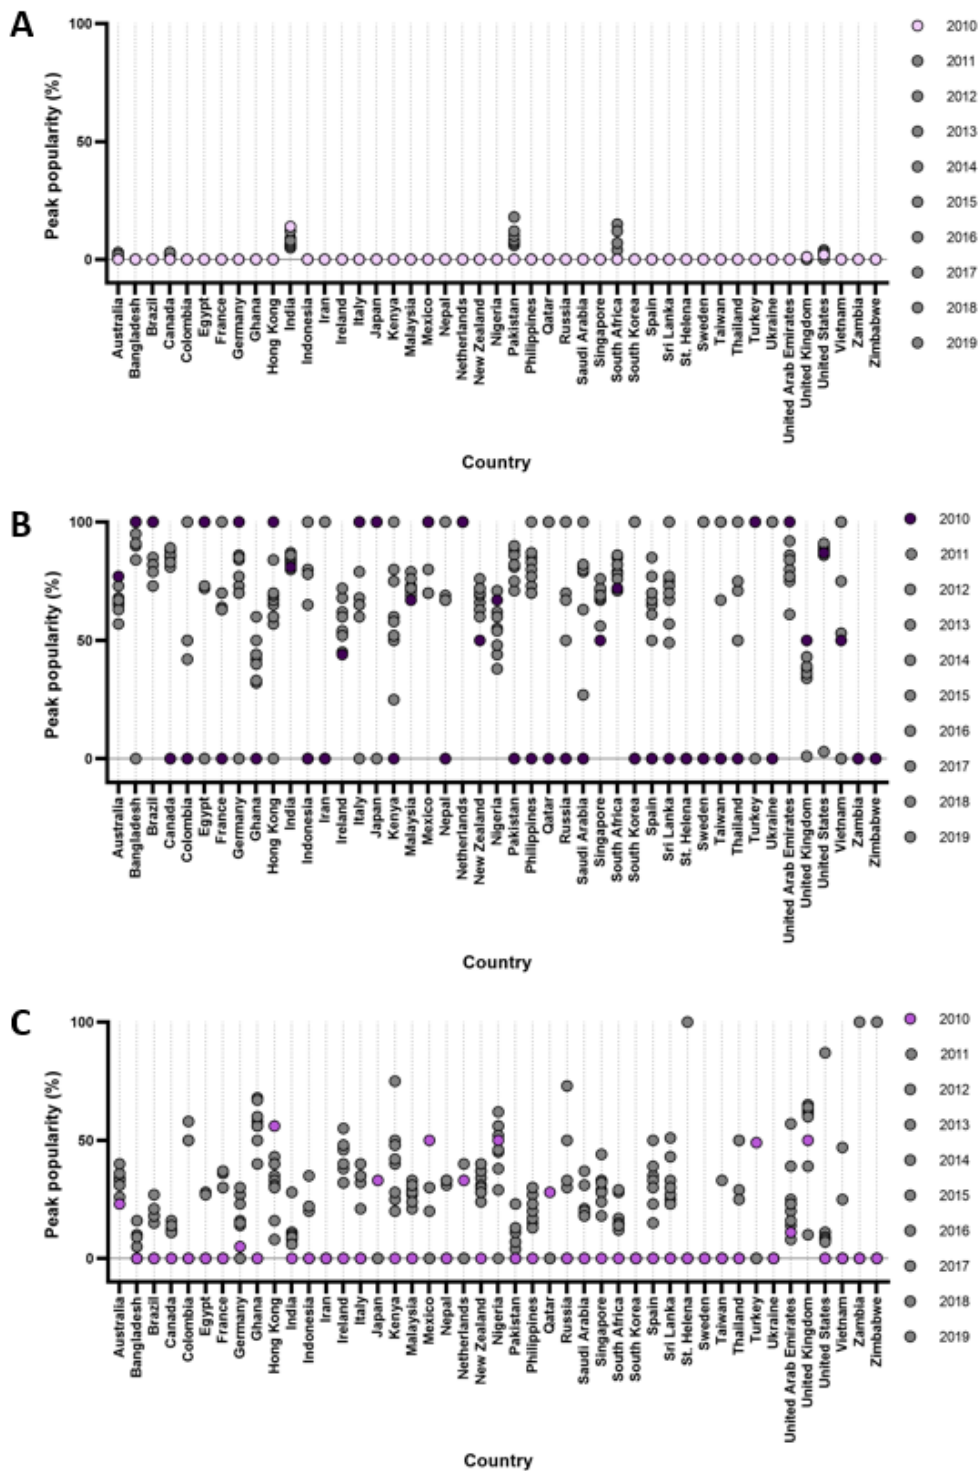 A
Peak popularity (%)
100
50
0
2010
2011
2012
2013
2014
2015
2016
2017
2018
2019
Australia
Bangladesh
Brazil
Canada
Colombia
Egypt
France
Germany
Ghana
Hong Kong
India
Indonesia
Iran
Ireland
Italy
Japan
Kenya
Malaysia
Mexico
Nepal
Netherlands
New Zealand
Nigeria
Pakistan
Philippines
Qatar
Russia
Saudi Arabia
Singapore
South Africa
South Korea
Spain
Sri Lanka
St. Helena
Sweden
Taiwan
Thailand
Turkey
Ukraine
United Arab Emirates
United Kingdom
United States
Vietnam
Zambia
Zimbabwe
Country
B
Peak popularity (%)
100
50
0
2010
2011
2012
2013
2014
2015
2016
2017
2018
2019
Australia
Bangladesh
Brazil
Canada
Colombia
Egypt
France
Germany
Ghana
Hong Kong
India
Indonesia
Iran
Ireland
Italy
Japan
Kenya
Malaysia
Mexico
Nepal
Netherlands
New Zealand
Nigeria
Pakistan
Philippines
Qatar
Russia
Saudi Arabia
Singapore
South Africa
South Korea
Spain
Sri Lanka
St. Helena
Sweden
Taiwan
Thailand
Turkey
Ukraine
United Arab Emirates
United Kingdom
United States
Vietnam
Zambia
Zimbabwe
Country
C
Peak popularity (%)
100
50
0
2010
2011
2012
2013
2014
2015
2016
2017
2018
2019
Australia
Bangladesh
Brazil
Canada
Colombia
Egypt
France
Germany
Ghana
Hong Kong
India
Indonesia
Iran
Ireland
Italy
Japan
Kenya
Malaysia
Mexico
Nepal
Netherlands
New Zealand
Nigeria
Pakistan
Philippines
Qatar
Russia
Saudi Arabia
Singapore
South Africa
South Korea
Spain
Sri Lanka
St. Helena
Sweden
Taiwan
Thailand
Turkey
Ukraine
United Arab Emirates
United Kingdom
United States
Vietnam
Zambia
Zimbabwe
Country